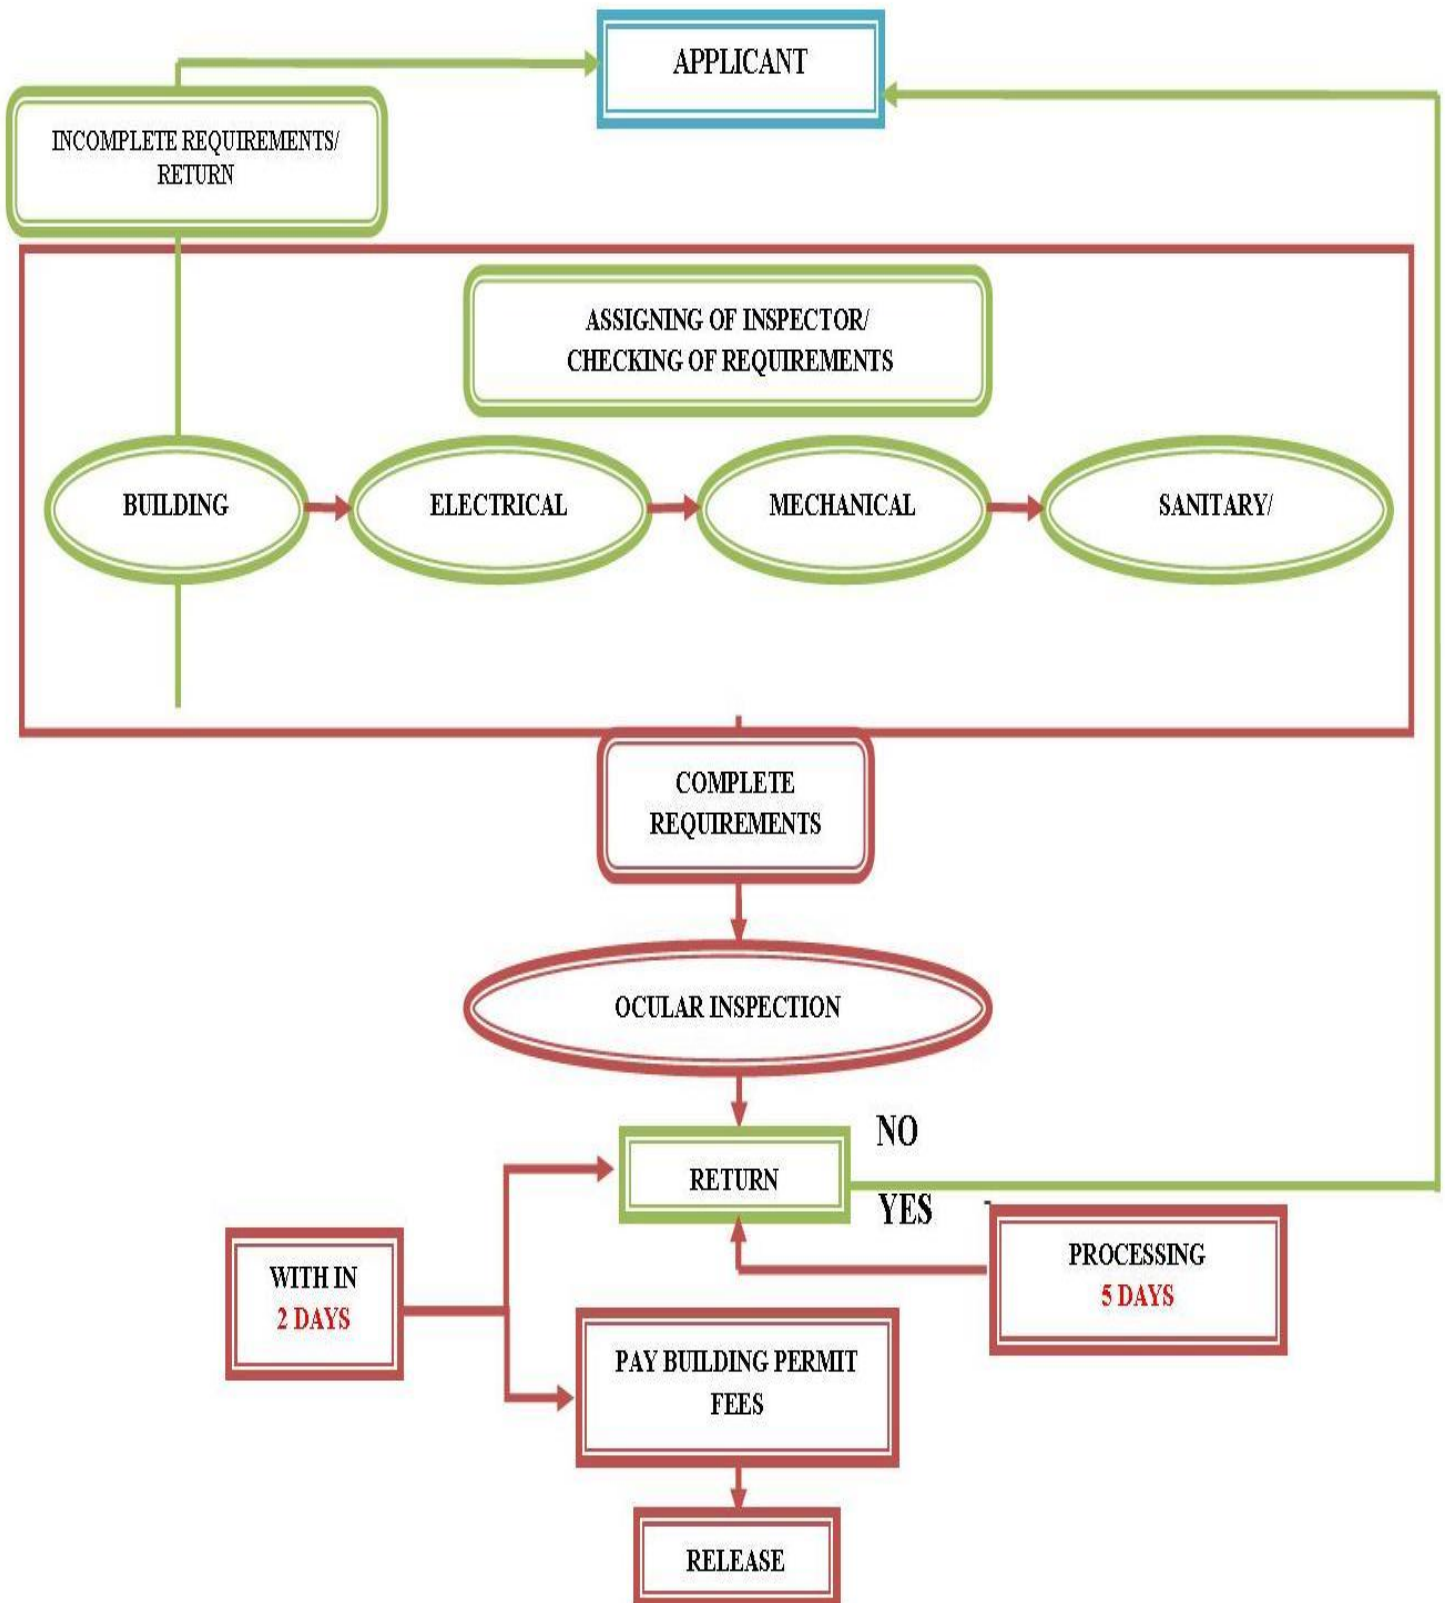 APPLICANT
INCOMPLETE REQUIREMENTS/
RETURN
ASSIGNING OF INSPECTOR/
CHECKING OF REQUIREMENTS
BUILDING
ELECTRICAL
MECHANICAL
SANITARY/
COMPLETE
REQUIREMENTS
OCULAR INSPECTION
NO
RETURN
YES
WITH IN
2 DAYS
PROCESSING
5 DAYS
PAY BUILDING PERMIT
FEES
RELEASE